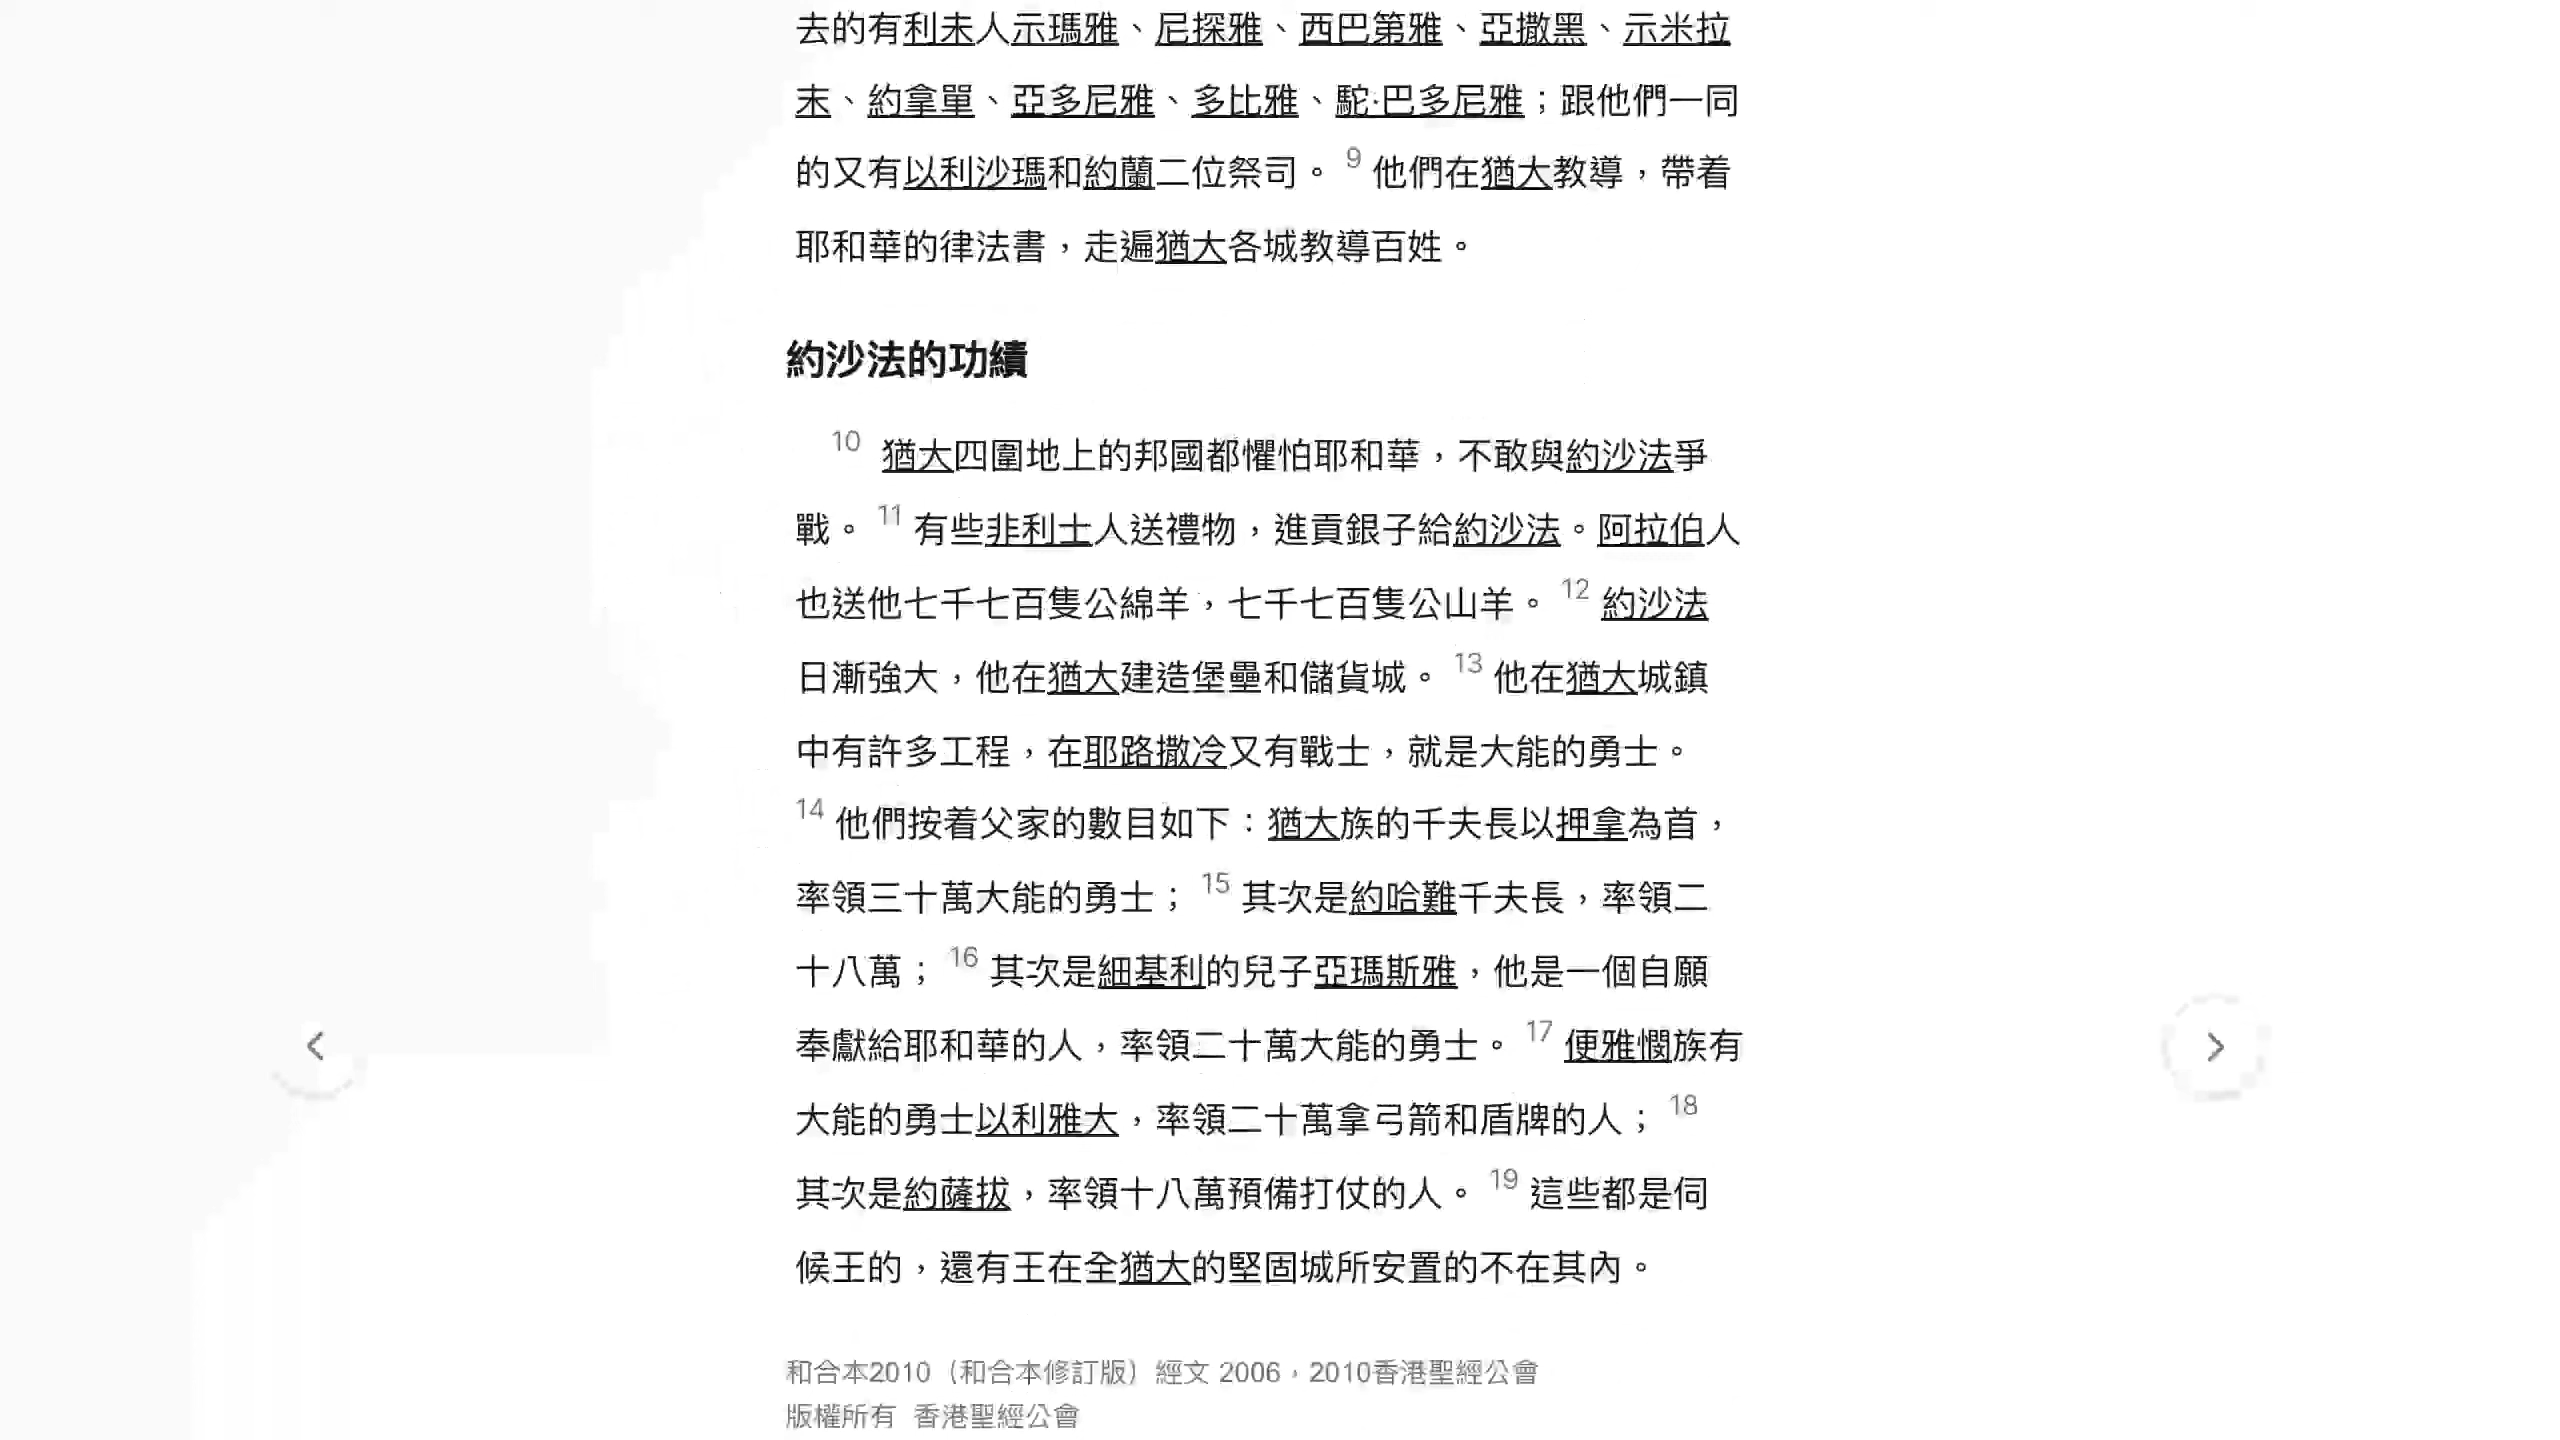 去的有利未人示瑪雅、尼探雅、西巴第雅、亞撒黑、示米拉
末、約拿單、亞多尼雅、多比雅、駝·巴多尼雅；跟他們一同
的又有以利沙瑪和約蘭二位祭司。 9 他們在猶大教導，帶着
耶和華的律法書，走遍猶大各城教導百姓。
約沙法的功績
10 猶大四圍地上的邦國都懼怕耶和華，不敢與約沙法爭
戰。 11 有些非利士人送禮物，進貢銀子給約沙法。阿拉伯人
也送他七千七百隻公綿羊，七千七百隻公山羊。 12 約沙法
日漸強大，他在猶大建造堡壘和儲貨城。 13 他在猶大城鎮
中有許多工程，在耶路撒冷又有戰士，就是大能的勇士。
14 他們按着父家的數目如下：猶大族的千夫長以押拿為首，
率領三十萬大能的勇士； 15 其次是約哈難千夫長，率領二
十八萬； 16 其次是細基利的兒子亞瑪斯雅，他是一個自願
奉獻給耶和華的人，率領二十萬大能的勇士。 17 便雅憫族有
大能的勇士以利雅大，率領二十萬拿弓箭和盾牌的人； 18
其次是約薩拔，率領十八萬預備打仗的人。 19 這些都是伺
候王的，還有王在全猶大的堅固城所安置的不在其內。
和合本2010（和合本修訂版）經文 2006，2010香港聖經公會
版權所有 香港聖經公會